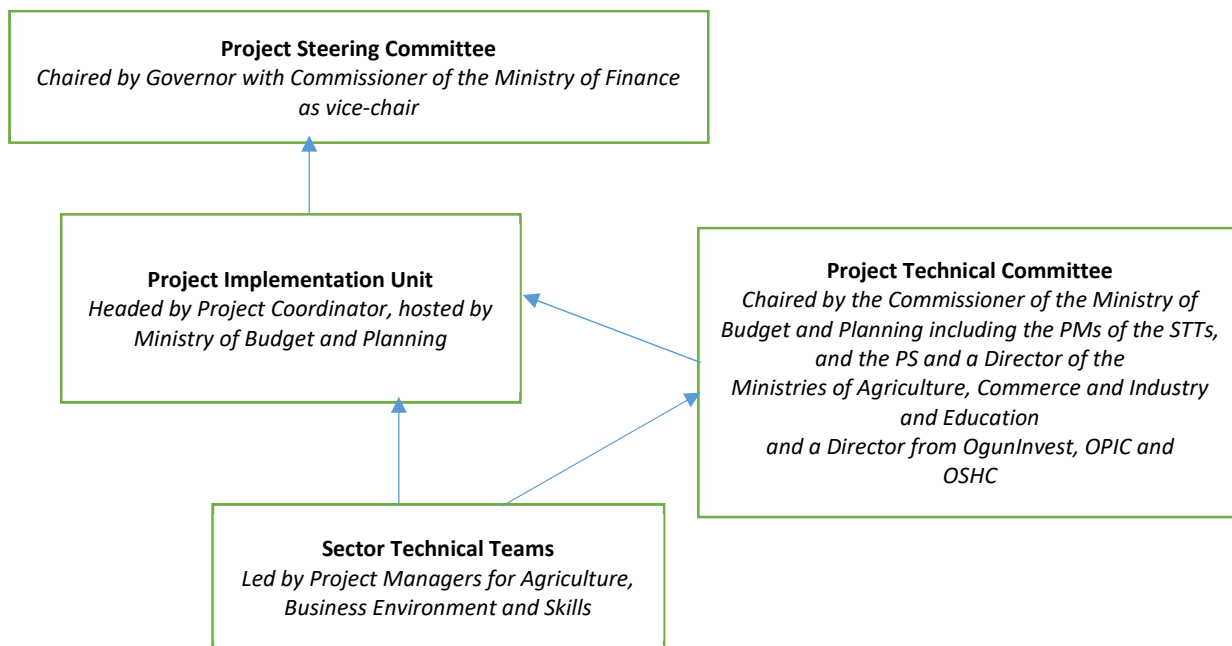 Project Steering Committee
Chaired by Governor with Commissioner of the Ministry of Finance
as vice-chair
Project Implementation Unit
Headed by Project Coordinator, hosted by
Ministry of Budget and Planning
Project Technical Committee
Chaired by the Commissioner of the Ministry of
Budget and Planning including the PMs of the STTs,
and the PS and a Director of the
Ministries of Agriculture, Commerce and Industry
and Education
and a Director from OgunInvest, OPIC and
OSHC
Sector Technical Teams
Led by Project Managers for Agriculture,
Business Environment and Skills